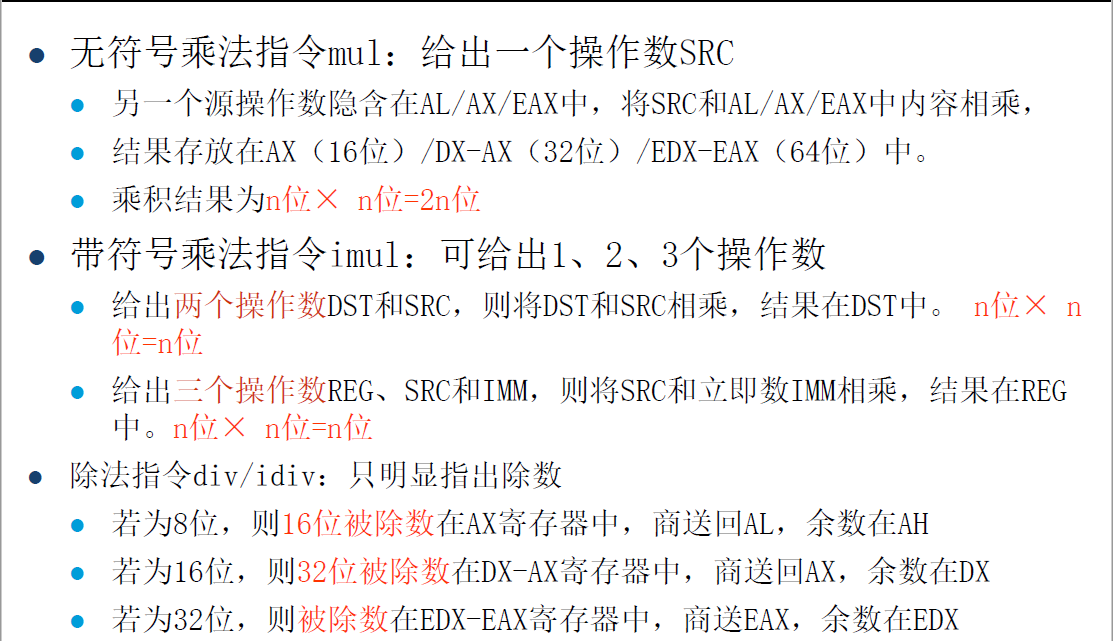 无符号乘法指令mul：给出一个操作数SRC
另一个源操作数隐含在AL/AX/EAX中，将SRC和AL/AX/EAX中内容相乘，
结果存放在AX（16位）/DX-AX（32位）/EDX-EAX（64位）中。
乘积结果为n位× n位=2n位
带符号乘法指令imul：可给出1、2、3个操作数
给出两个操作数DST和SRC，则将DST和SRC相乘，结果在DST中。 n位× n
位=n位
给出三个操作数REG、SRC和IMM，则将SRC和立即数IMM相乘，结果在REG
中。n位× n位=n位
除法指令div/idiv：只明显指出除数
若为8位，则16位被除数在AX寄存器中，商送回AL，余数在AH
若为16位，则32位被除数在DX-AX寄存器中，商送回AX，余数在DX
若为32位，则被除数在EDX-EAX寄存器中，商送EAX，余数在EDX